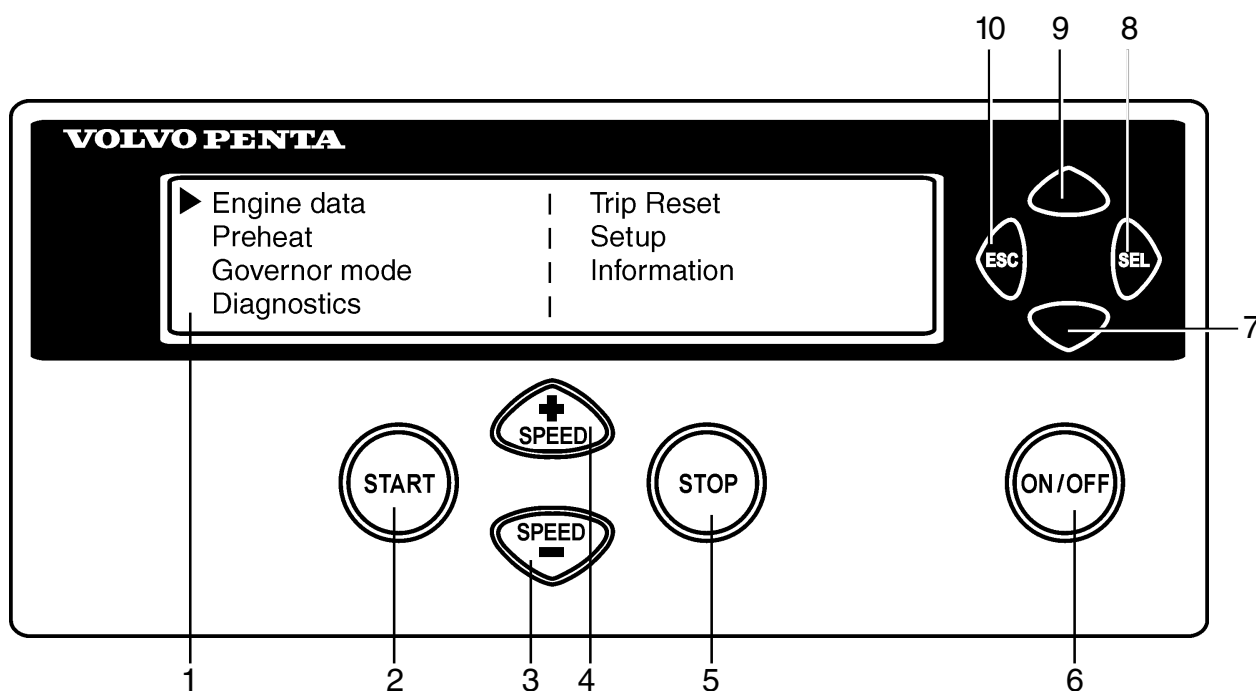 10 9 8
VOLVO PENTA
Engine data | Trip Reset
Preheat | Setup
Governor mode | Information
Diagnostics |
ESC
SEL
7
+
SPEED
START
STOP
ON/OFF
SPEED
-
1 2 3 4 5 6